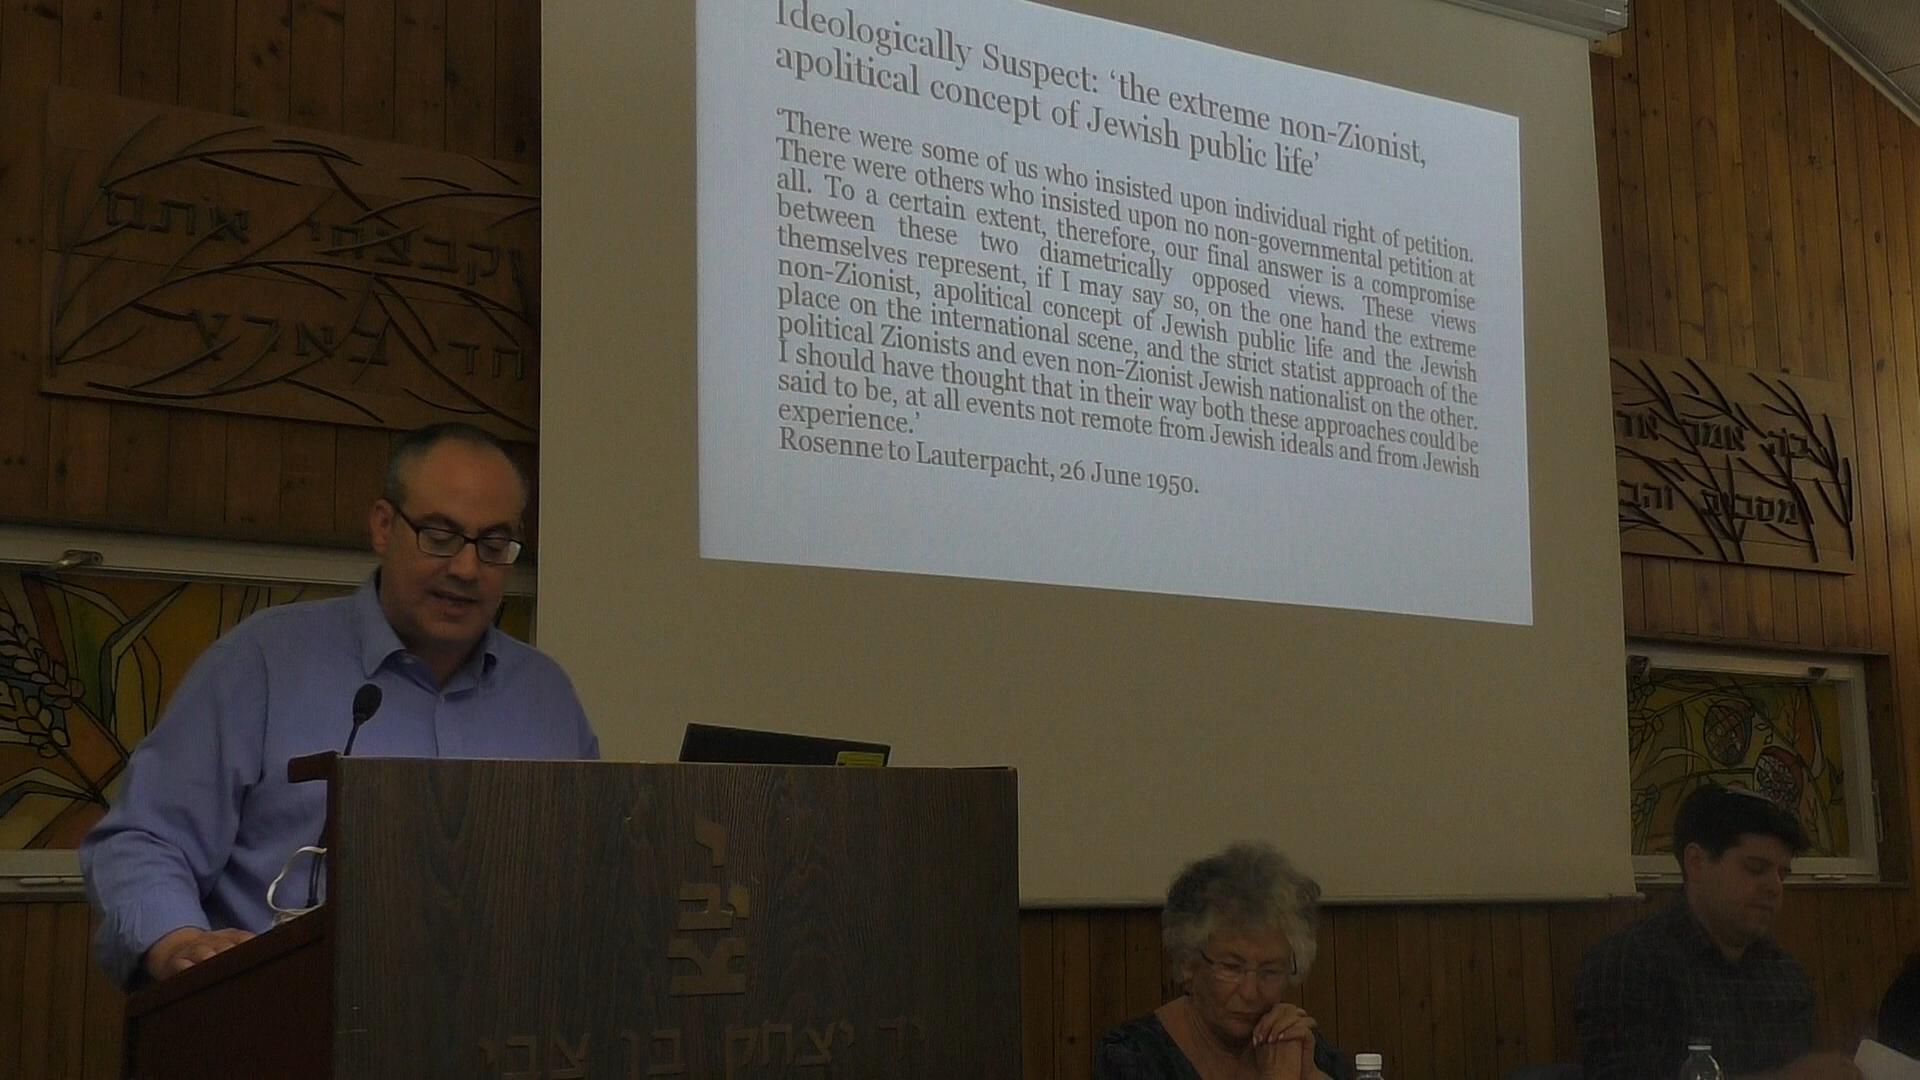 Ideologically Suspect: ‘the extreme non-Zionist,
apolitical concept of Jewish public life’
‘There were some of us who insisted upon individual right of petition.
There were others who insisted upon no non-governmental petition at
all. To a certain extent, therefore, our final answer is a compromise
between these two diametrically opposed views. These views
themselves represent, if I may say so, on the one hand the extreme
non-Zionist, apolitical concept of Jewish public life and the Jewish
place on the international scene, and the strict statist approach of the
political Zionists and even non-Zionist Jewish nationalist on the other.
I should have thought that in their way both these approaches could be
said to be, at all events not remote from Jewish ideals and from Jewish
experience.’
Rosenne to Lauterpacht, 26 June 1950.
וקבצתי אותם
בארץ
אמר
יד יצחק בן צבי